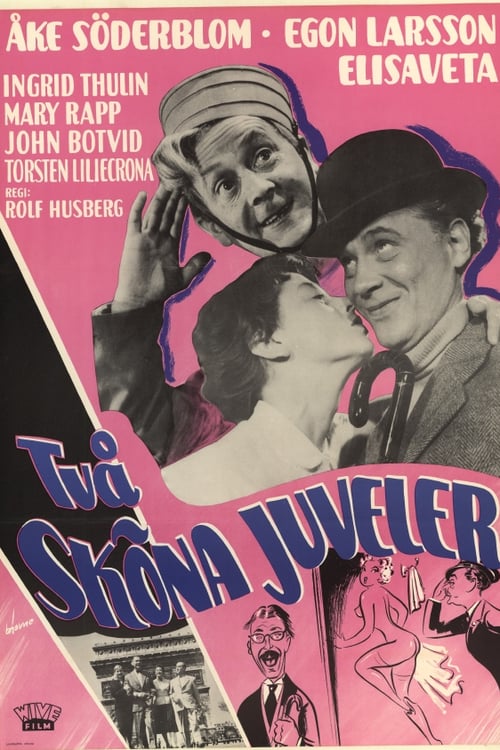 ÅKE SÖDERBLOM · EGON LARSSON
ELISAVETA
INGRID THULIN
MARY RAPP
JOHN BOTVID
TORSTEN LILIECRONA
REGI:
ROLF HUSBERG
Två
SKÖNA JUVELER
WIVE
FILM